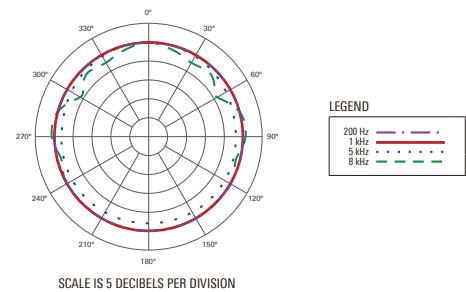 0°
330° 30°
300° 60°
270° 90°
240° 120°
210° 150°
180°
SCALE IS 5 DECIBELS PER DIVISION
LEGEND
200 Hz
1 kHz
5 kHz
8 kHz